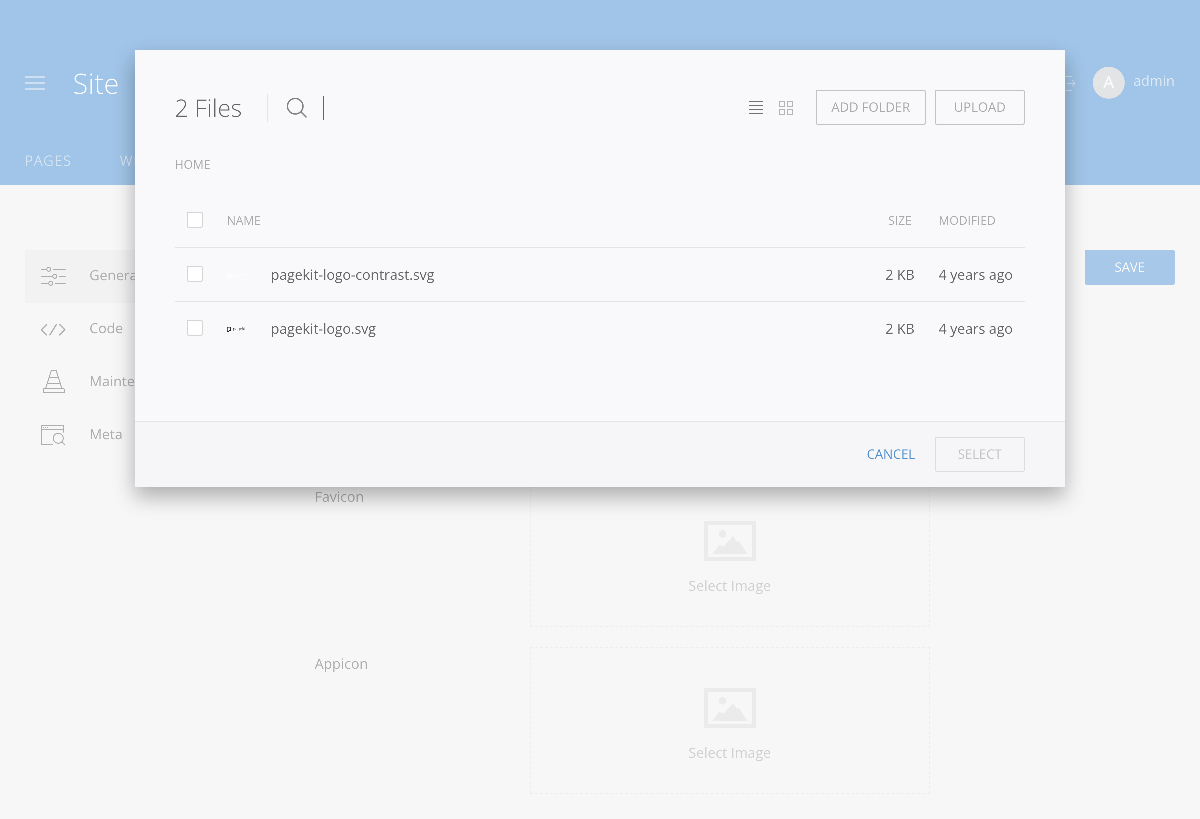 Site
A
admin
PAGES
W
2 Files
ADD FOLDER
UPLOAD
HOME
NAME
SIZE
MODIFIED
pagekit-logo-contrast.svg
2 KB
4 years ago
pagekit-logo.svg
2 KB
4 years ago
CANCEL
SELECT
Genera
SAVE
Code
Mainte
Meta
Favicon
Select Image
Appicon
Select Image